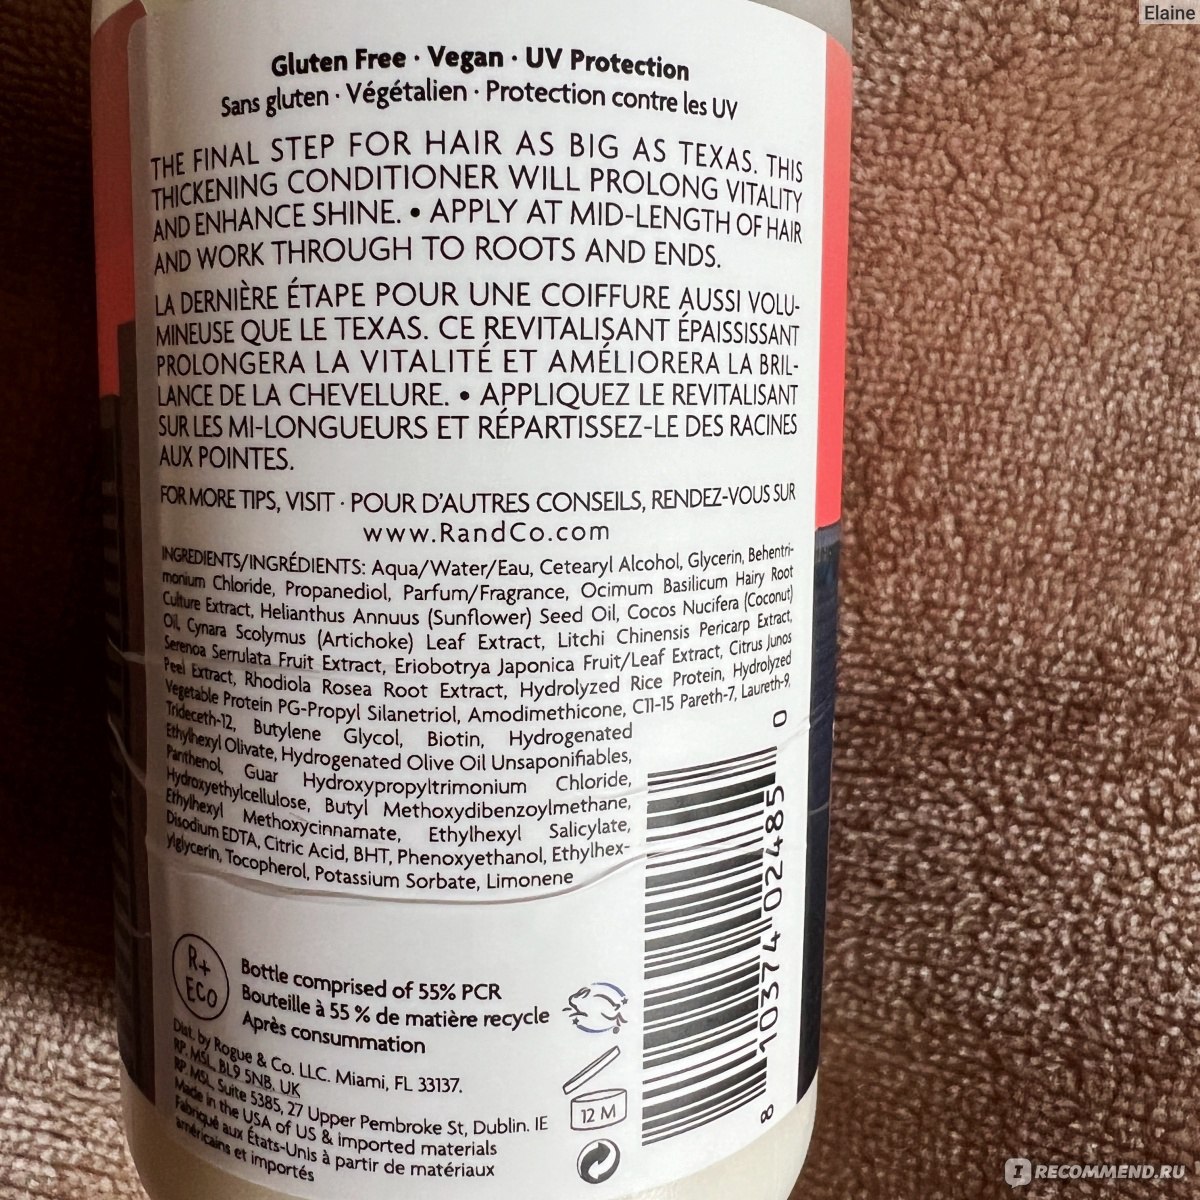 Elaine
Gluten Free · Vegan · UV Protection
Sans gluten · Végétalien · Protection contre les UV
THE FINAL STEP FOR HAIR AS BIG AS TEXAS. THIS
THICKENING CONDITIONER WILL PROLONG VITALITY
AND ENHANCE SHINE. • APPLY AT MID-LENGTH OF HAIR
AND WORK THROUGH TO ROOTS AND ENDS.
LA DERNIÈRE ÉTAPE POUR UNE COIFFURE AUSSI VOLU-
MINEUSE QUE LE TEXAS. CE REVITALISANT ÉPAISSISSANT
PROLONGERA LA VITALITÉ ET AMÉLIORERA LA BRIL-
LANCE DE LA CHEVELURE. • APPLIQUEZ LE REVITALISANT
SUR LES MI-LONGUEURS ET RÉPARTISSEZ-LE DES RACINES
AUX POINTES.
FOR MORE TIPS, VISIT · POUR D'AUTRES CONSEILS, RENDEZ-VOUS SUR
www.RandCo.com
INGREDIENTS/INGRÉDIENTS: Aqua/Water/Eau, Cetearyl Alcohol, Glycerin, Behentri-
monium Chloride, Propanediol, Parfum/Fragrance, Ocimum Basilicum Hairy Root
Culture Extract, Helianthus Annuus (Sunflower) Seed Oil, Cocos Nucifera (Coconut)
Oil, Cynara Scolymus (Artichoke) Leaf Extract, Litchi Chinensis Pericarp Extract,
Serenoa Serrulata Fruit Extract, Eriobotrya Japonica Fruit/Leaf Extract, Citrus Junos
Peel Extract, Rhodiola Rosea Root Extract, Hydrolyzed Rice Protein, Hydrolyzed
Vegetable Protein PG-Propyl Silanetriol, Amodimethicone, C11-15 Pareth-7, Laureth-9,
Trideceth-12, Butylene Glycol, Biotin, Hydrogenated
Ethylhexyl Olivate, Hydrogenated Olive Oil Unsaponifiables,
Panthenol, Guar Hydroxypropyltrimonium Chloride,
Hydroxyethylcellulose, Butyl Methoxydibenzoylmethane,
Ethylhexyl Methoxycinnamate, Ethylhexyl Salicylate,
Disodium EDTA, Citric Acid, BHT, Phenoxyethanol, Ethylhex-
ylglycerin, Tocopherol, Potassium Sorbate, Limonene
8 10374 02485 0
R+
ECO
Bottle comprised of 55% PCR
Bouteille à 55 % de matière recycle
Après consummation
12 M
Dist. by Rogue & Co. LLC. Miami, FL 33137.
RP. MSL. BL9 5NB. UK
RP. MSL, Suite 5385, 27 Upper Pembroke St, Dublin. IE
Made in the USA of US & imported materials
Fabriqué aux États-Unis à partir de matériaux
américains et importés
I RECOMMEND.RU